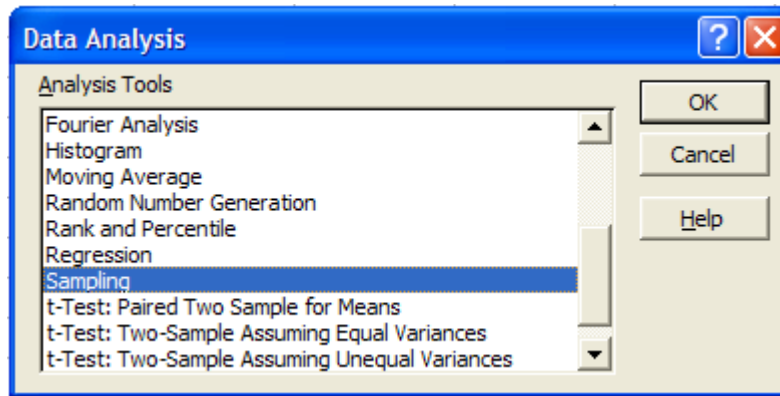 Data Analysis
?
Analysis Tools
Fourier Analysis
Histogram
Moving Average
Random Number Generation
Rank and Percentile
Regression
Sampling
t-Test: Paired Two Sample for Means
t-Test: Two-Sample Assuming Equal Variances
t-Test: Two-Sample Assuming Unequal Variances
OK
Cancel
Help